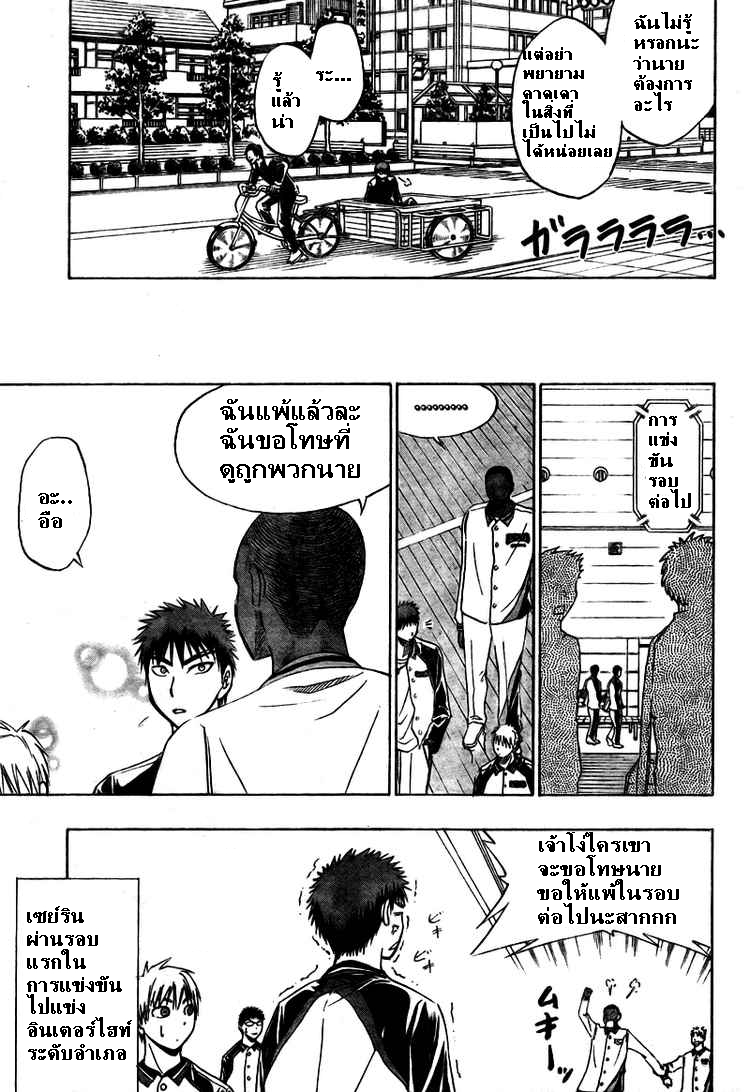 ฉันไม่รู้
หรอกนะ
ว่านาย
ต้องการ
อะไร
แต่อย่า
พยายาม
คาดเดา
ในสิ่งที่
เป็นไปไม่
ได้หน่อยเลย
ระ...
รู้
แล้ว
น่า
ガララララ...
การ
แข่ง
ขัน
รอบ
ต่อไป
..........
ฉันแพ้แล้วละ
ฉันขอโทษที่
ดูถูกพวกนาย
อะ..
อือ
เจ้าโง่ใครเขา
จะขอโทษนาย
ขอให้แพ้ในรอบ
ต่อไปนะสากกก
ムキーッ
ピキ
ピキ
เซย์ริน
ผ่านรอบ
แรกใน
การแข่งขัน
ไปแข่ง
อินเตอร์ไฮท์
ระดับอำเภอ